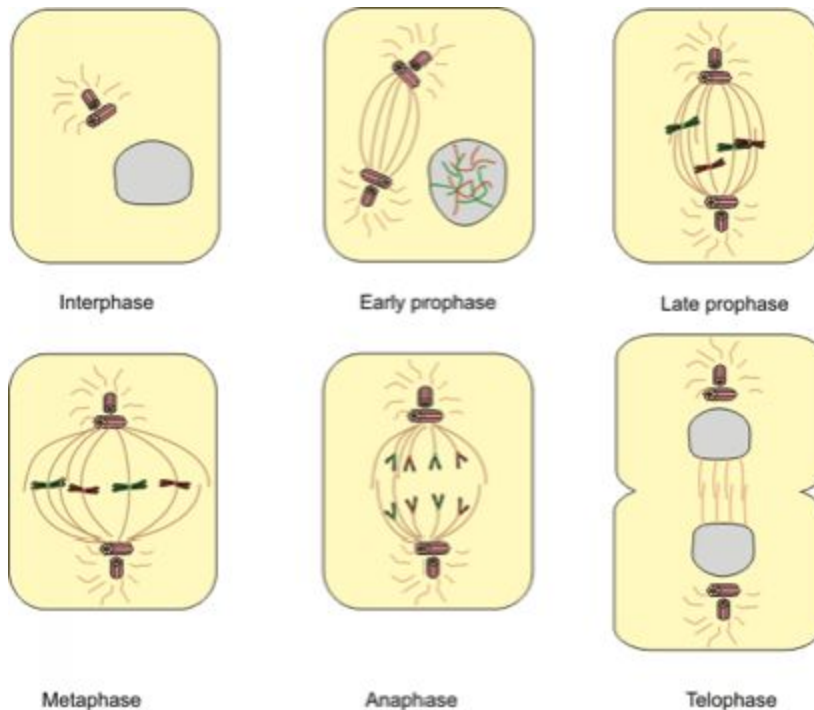 Interphase
Early prophase
Late prophase
Metaphase
Anaphase
Telophase